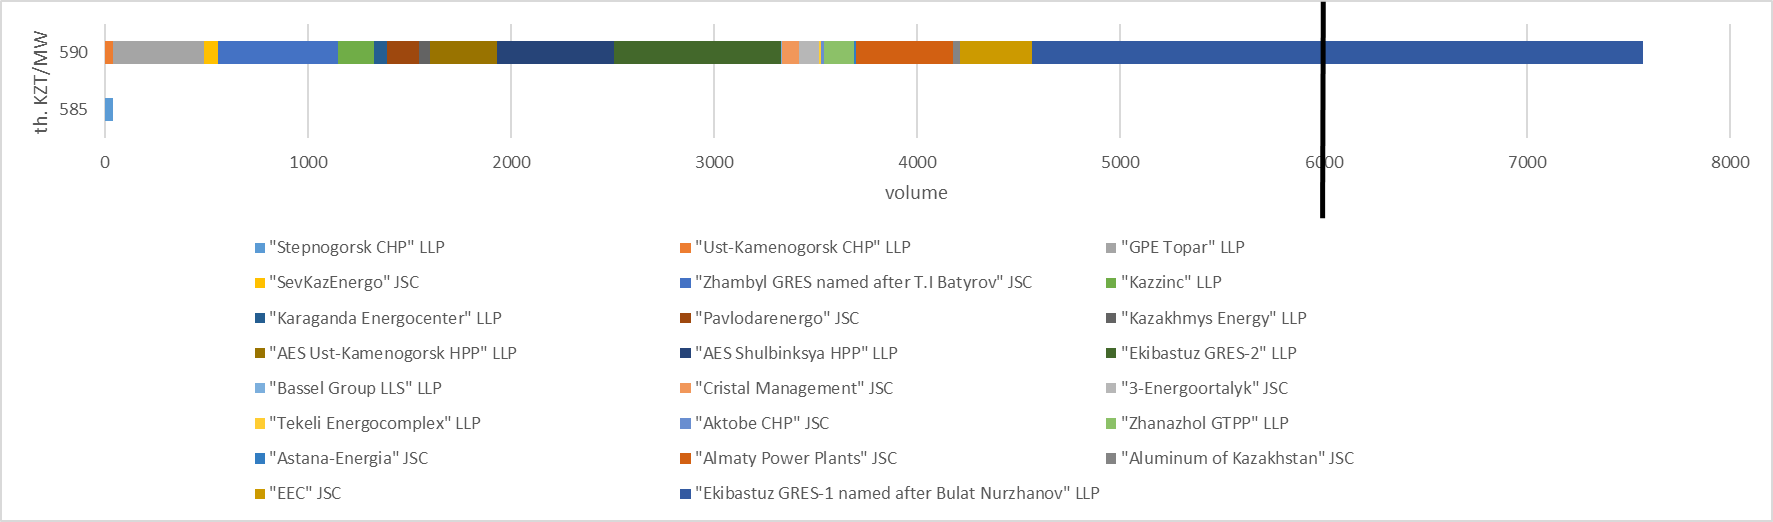 th. KZT/MW
590
585
0 1000 2000 3000 4000 5000 6000 7000 8000
volume
"Stepnogorsk CHP" LLP "Ust-Kamenogorsk CHP" LLP "GPE Topar" LLP
"SevKazEnergo" JSC "Zhambyl GRES named after T.I Batyrov" JSC "Kazzinc" LLP
"Karaganda Energocenter" LLP "Pavlodarenergo" JSC "Kazakhmys Energy" LLP
"AES Ust-Kamenogorsk HPP" LLP "AES Shulbinksya HPP" LLP "Ekibastuz GRES-2" LLP
"Bassel Group LLS" LLP "Cristal Management" JSC "3-Energoortalyk" JSC
"Tekeli Energocomplex" LLP "Aktobe CHP" JSC "Zhanazhol GTPP" LLP
"Astana-Energia" JSC "Almaty Power Plants" JSC "Aluminum of Kazakhstan" JSC
"EEC" JSC "Ekibastuz GRES-1 named after Bulat Nurzhanov" LLP